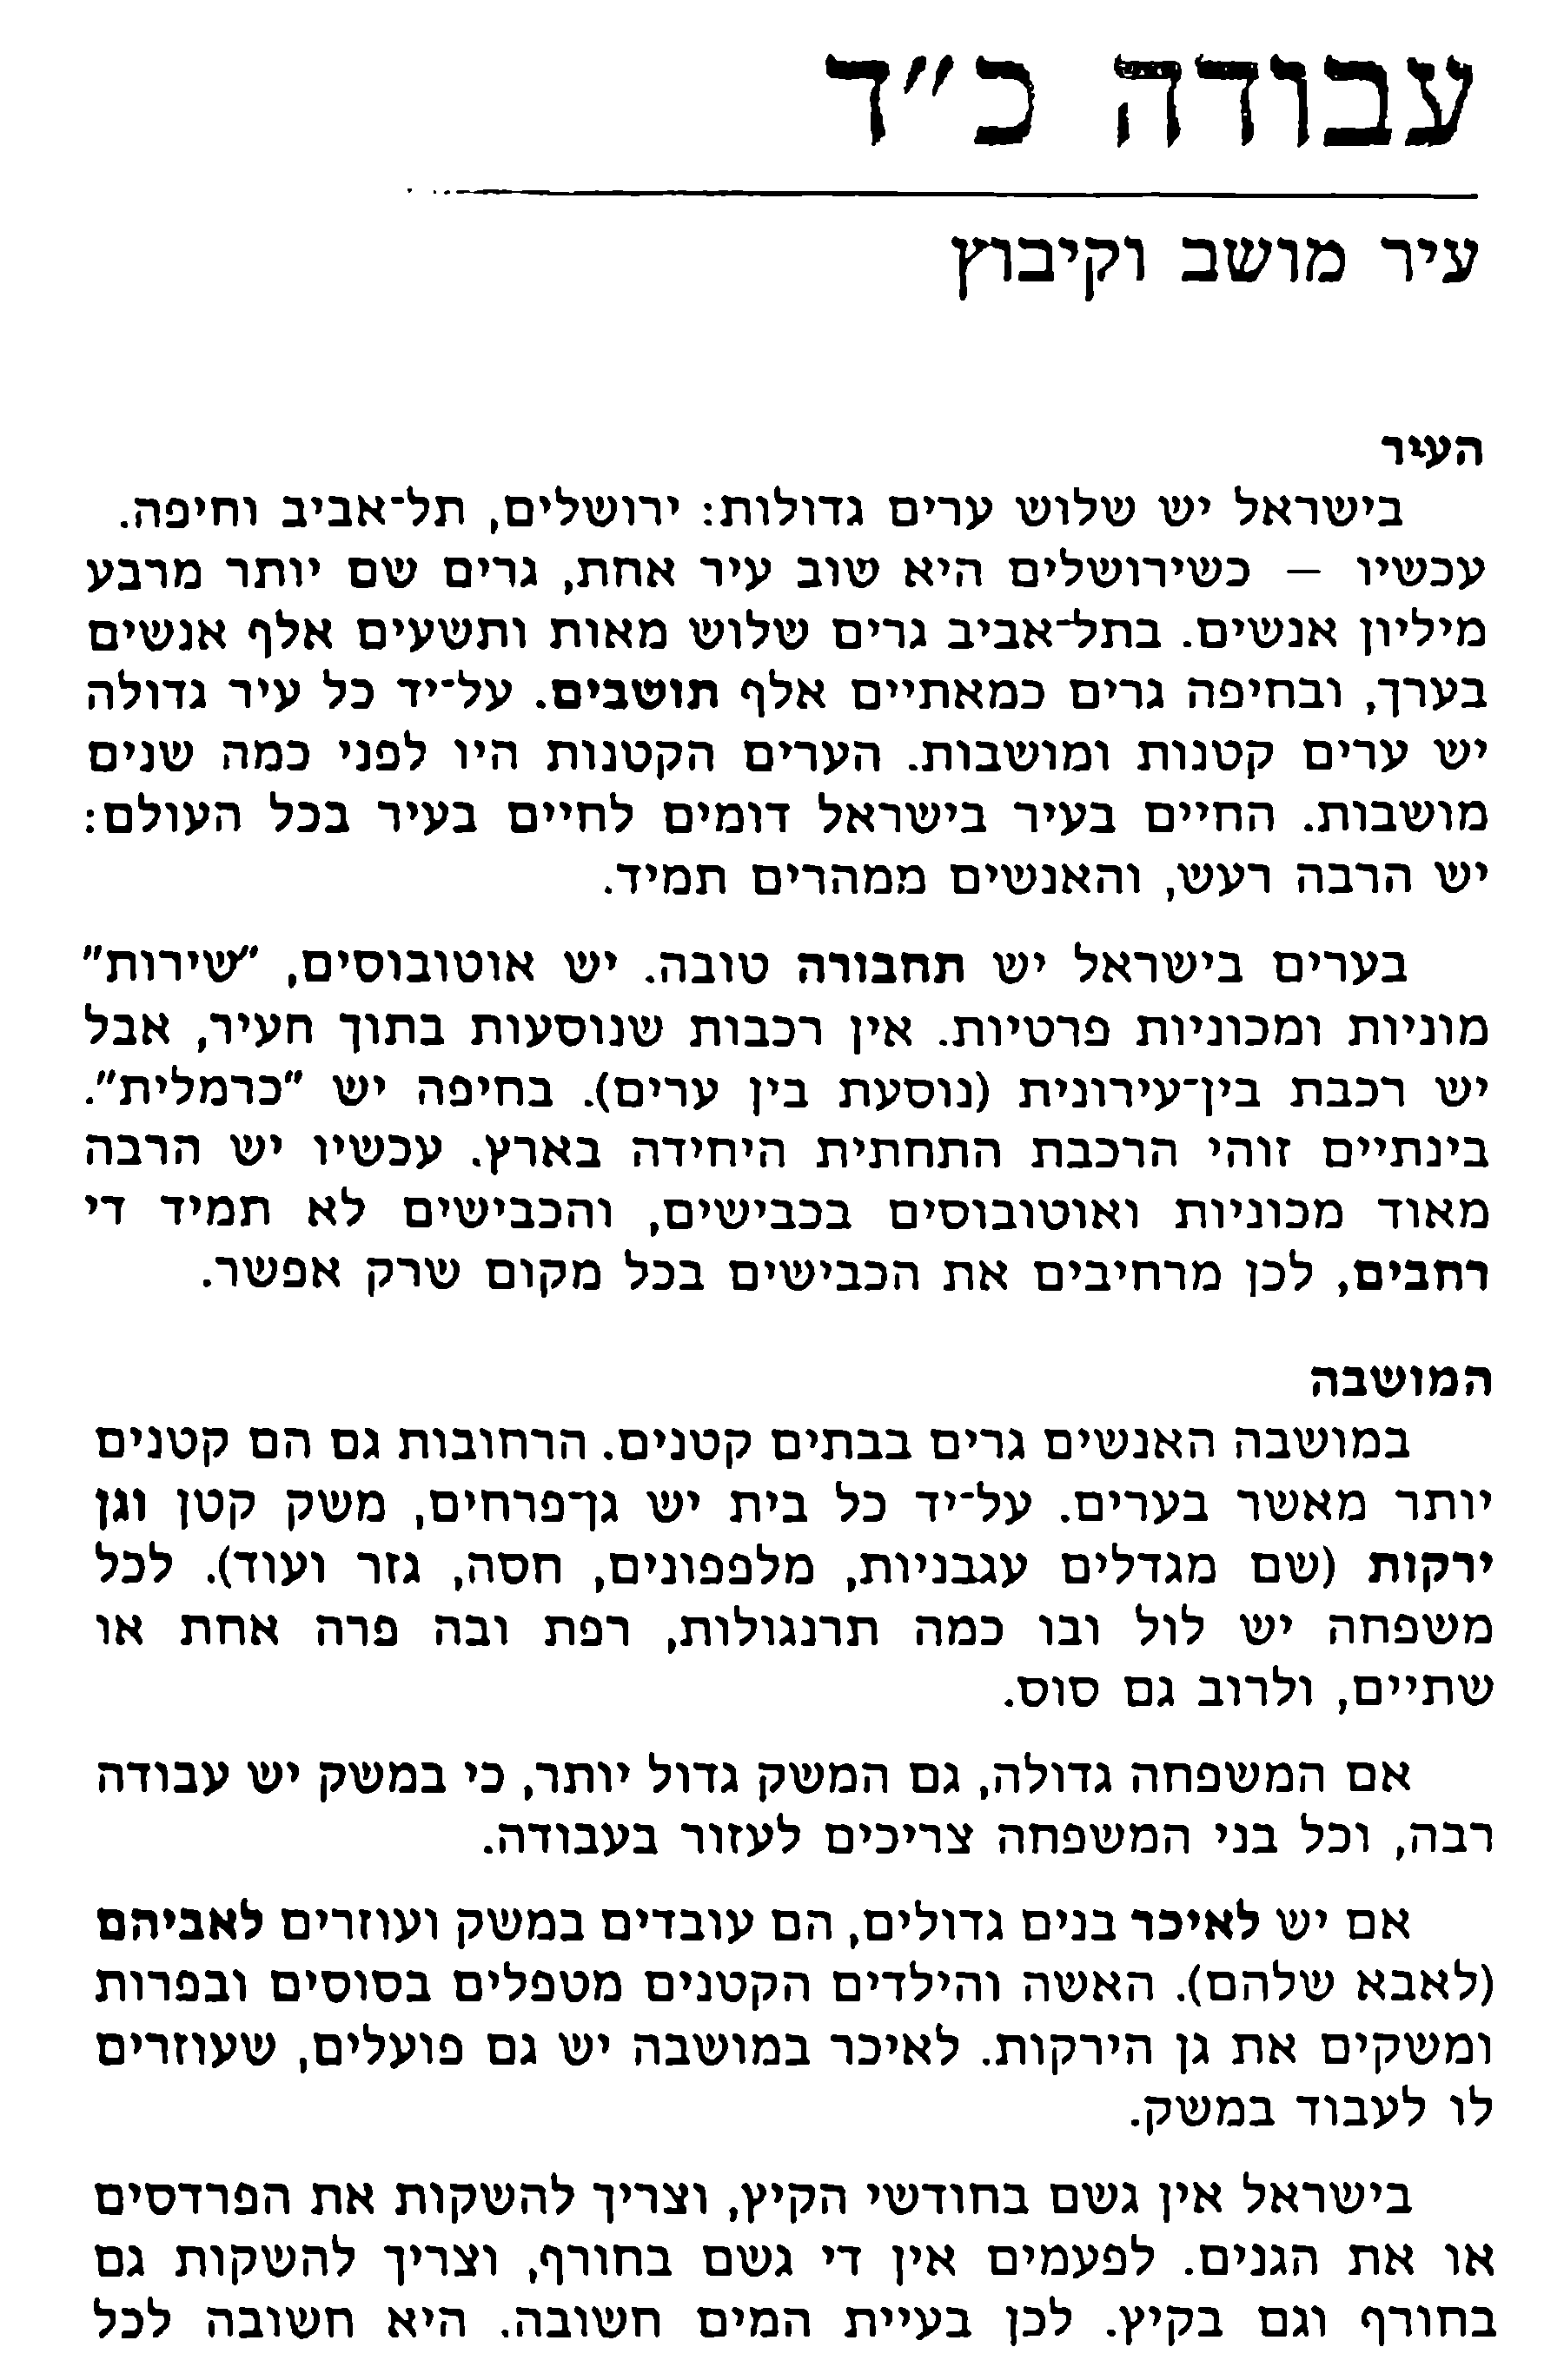 עבודה כ"ד
עיר מושב וקיבוץ
העיר
בישראל יש שלוש ערים גדולות: ירושלים, תל-אביב וחיפה.
עכשיו – כשירושלים היא שוב עיר אחת, גרים שם יותר מרבע
מיליון אנשים. בתל-אביב גרים שלוש מאות ותשעים אלף אנשים
בערך, ובחיפה גרים כמאתיים אלף תושבים. על-יד כל עיר גדולה
יש ערים קטנות ומושבות. הערים הקטנות היו לפני כמה שנים
מושבות. החיים בעיר בישראל דומים לחיים בעיר בכל העולם:
יש הרבה רעש, והאנשים ממהרים תמיד.
בערים בישראל יש תחבורה טובה. יש אוטובוסים, "שירות"
מוניות ומכוניות פרטיות. אין רכבות שנוסעות בתוך העיר, אבל
יש רכבת בין-עירונית (נוסעת בין ערים). בחיפה יש "כרמלית".
בינתיים זוהי הרכבת התחתית היחידה בארץ. עכשיו יש הרבה
מאוד מכוניות ואוטובוסים בכבישים, והכבישים לא תמיד די
רחבים, לכן מרחיבים את הכבישים בכל מקום שרק אפשר.
המושבה
במושבה האנשים גרים בבתים קטנים. הרחובות גם הם קטנים
יותר מאשר בערים. על-יד כל בית יש גן-פרחים, משק קטן וגן
ירקות (שם מגדלים עגבניות, מלפפונים, חסה, גזר ועוד). לכל
משפחה יש לול ובו כמה תרנגולות, רפת ובה פרה אחת או
שתיים, ולרוב גם סוס.
אם המשפחה גדולה, גם המשק גדול יותר, כי במשק יש עבודה
רבה, וכל בני המשפחה צריכים לעזור בעבודה.
אם יש לאיכר בנים גדולים, הם עובדים במשק ועוזרים לאביהם
(לאבא שלהם). האשה והילדים הקטנים מטפלים בסוסים ובפרות
ומשקים את גן הירקות. לאיכר במושבה יש גם פועלים, שעוזרים
לו לעבוד במשק.
בישראל אין גשם בחודשי הקיץ, וצריך להשקות את הפרדסים
או את הגנים. לפעמים אין די גשם בחורף, וצריך להשקות גם
בחורף וגם בקיץ. לכן בעיית המים חשובה. היא חשובה לכל